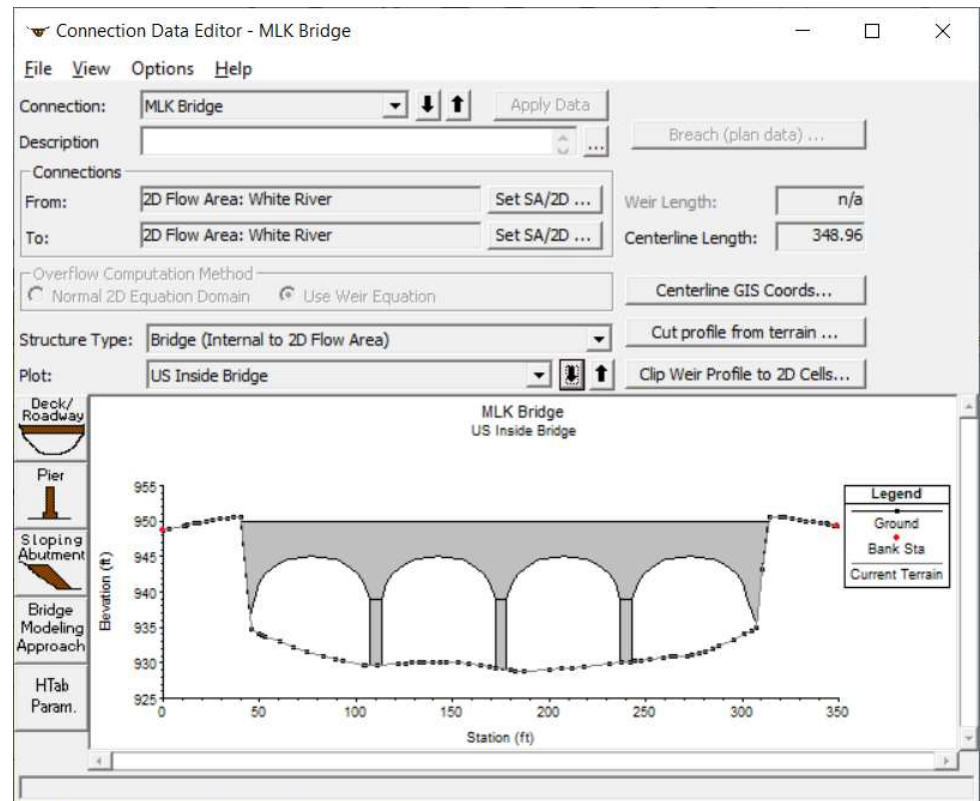 Connection Data Editor - MLK Bridge
File View Options Help
Connection: MLK Bridge Apply Data
Description ... Breach (plan data) ...
Connections
From: 2D Flow Area: White River Set SA/2D ... Weir Length: n/a
To: 2D Flow Area: White River Set SA/2D ... Centerline Length: 348.96
Overflow Computation Method
Normal 2D Equation Domain Use Weir Equation Centerline GIS Coords...
Structure Type: Bridge (Internal to 2D Flow Area) Cut profile from terrain ...
Plot: US Inside Bridge Clip Weir Profile to 2D Cells...
Deck/
Roadway
Pier
Sloping
Abutment
Bridge
Modeling
Approach
HTab
Param.
MLK Bridge
US Inside Bridge
955
950
945
940
935
930
925
Elevation (ft)
0 50 100 150 200 250 300 350
Station (ft)
Legend
Ground
Bank Sta
Current Terrain